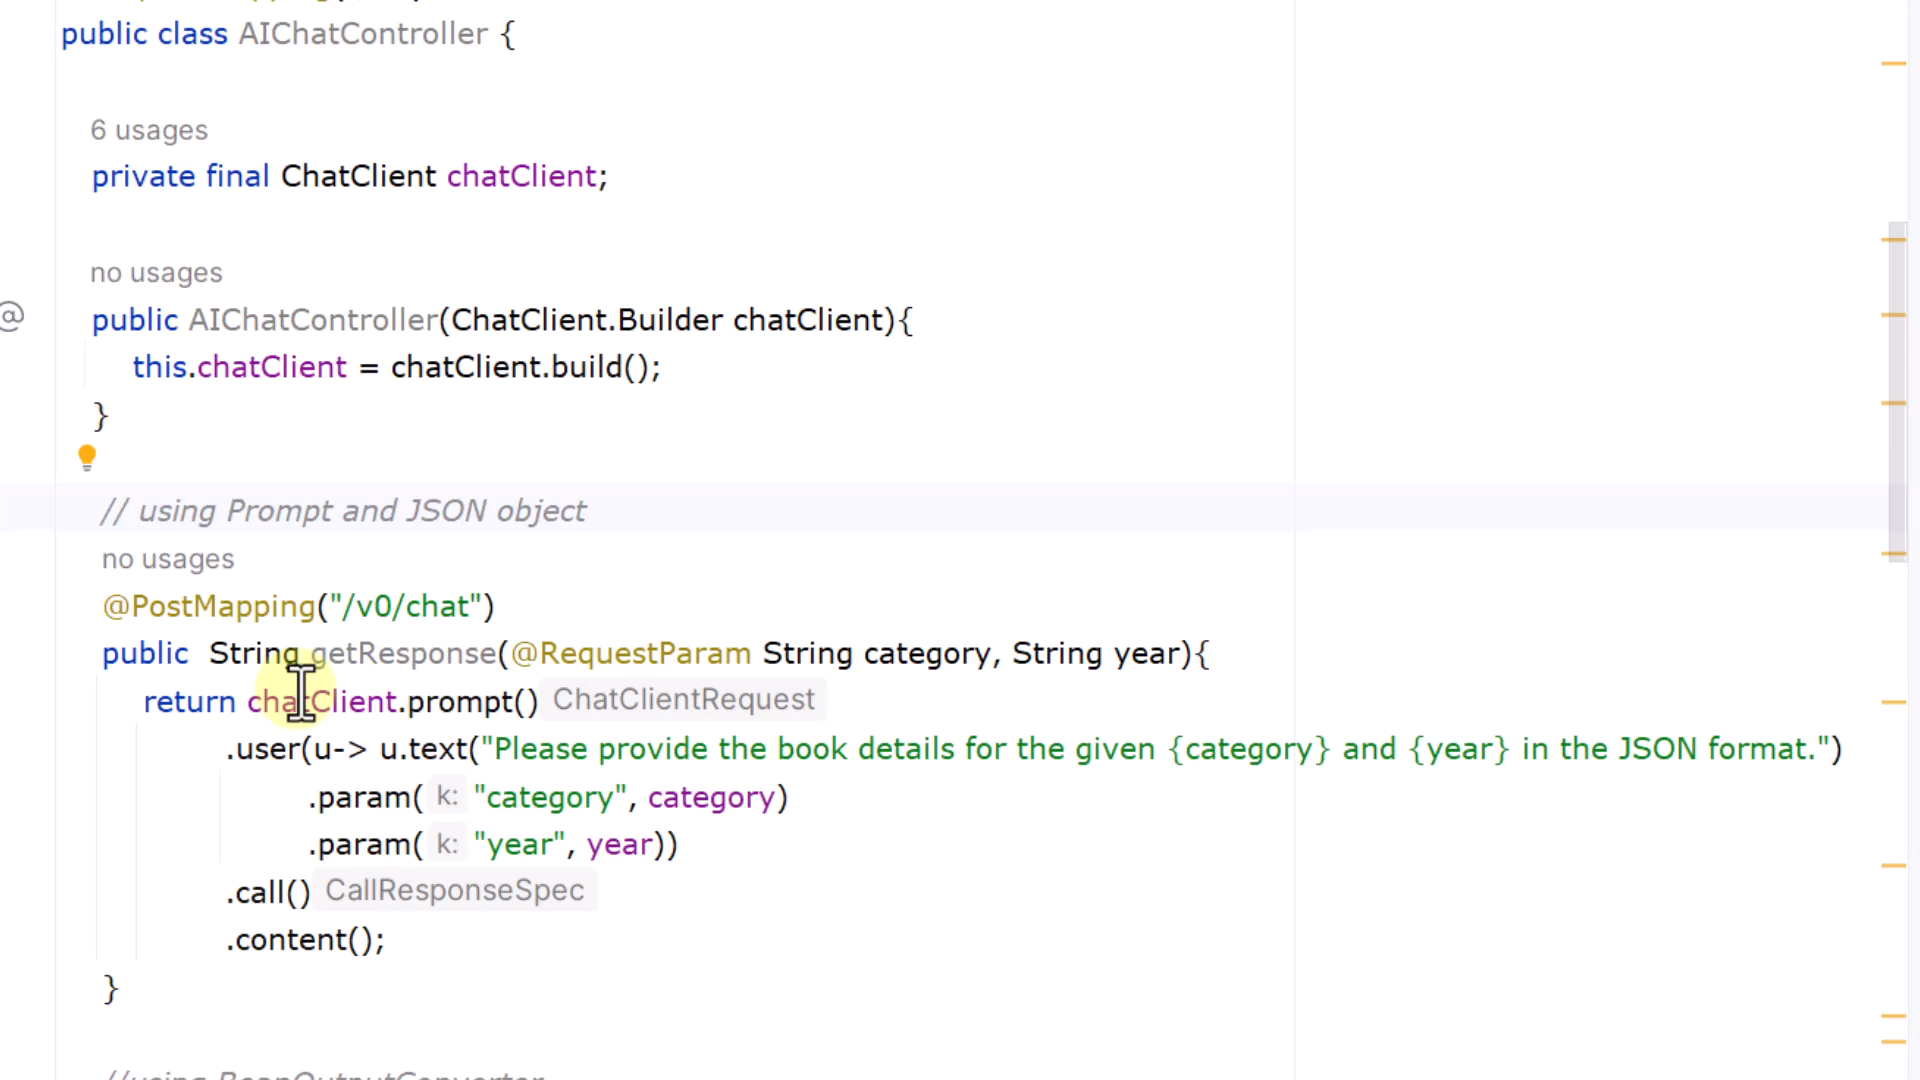 public class AIChatController {
6 usages
private final ChatClient chatClient;
no usages
@
public AIChatController(ChatClient.Builder chatClient){
this.chatClient = chatClient.build();
}
// using Prompt and JSON object
no usages
@PostMapping("/v0/chat")
public  String getResponse(@RequestParam String category, String year){
return chatClient.prompt() ChatClientRequest
.user(u-> u.text("Please provide the book details for the given {category} and {year} in the JSON format.")
.param( k: "category", category)
.param( k: "year", year))
.call() CallResponseSpec
.content();
}
//using BeanOutputConverter